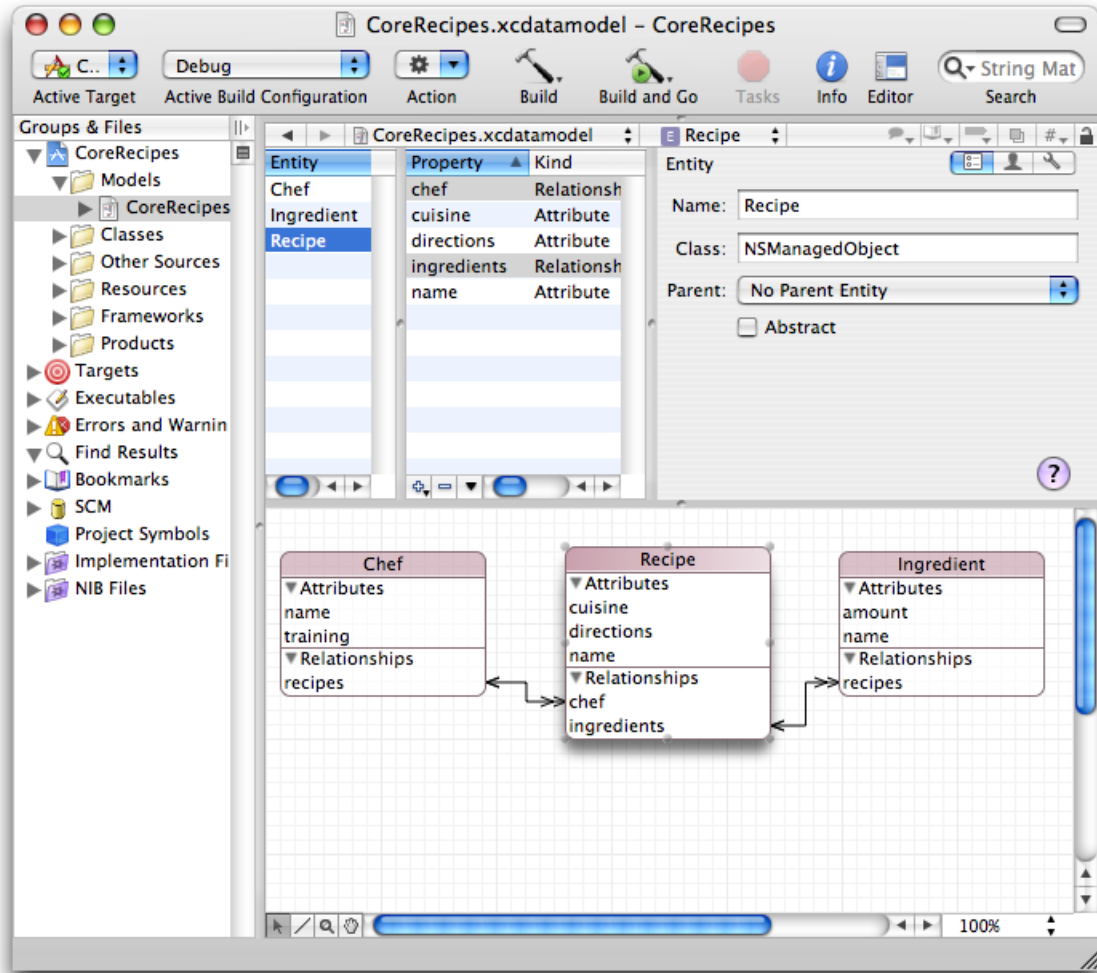 CoreRecipes.xcdatamodel – CoreRecipes
C.. Debug String Mat
Active Target Active Build Configuration Action Build Build and Go Tasks Info Editor Search
Groups & Files
CoreRecipes
Models
CoreRecipes
Classes
Other Sources
Resources
Frameworks
Products
Targets
Executables
Errors and Warnin
Find Results
Bookmarks
SCM
Project Symbols
Implementation Fi
NIB Files
CoreRecipes.xcdatamodel E Recipe #
Entity
Chef
Ingredient
Recipe
Property Kind
chef Relationsh
cuisine Attribute
directions Attribute
ingredients Relationsh
name Attribute
Entity
Name: Recipe
Class: NSManagedObject
Parent: No Parent Entity
Abstract
?
Chef
Attributes
name
training
Relationships
recipes
Recipe
Attributes
cuisine
directions
name
Relationships
chef
ingredients
Ingredient
Attributes
amount
name
Relationships
recipes
100%